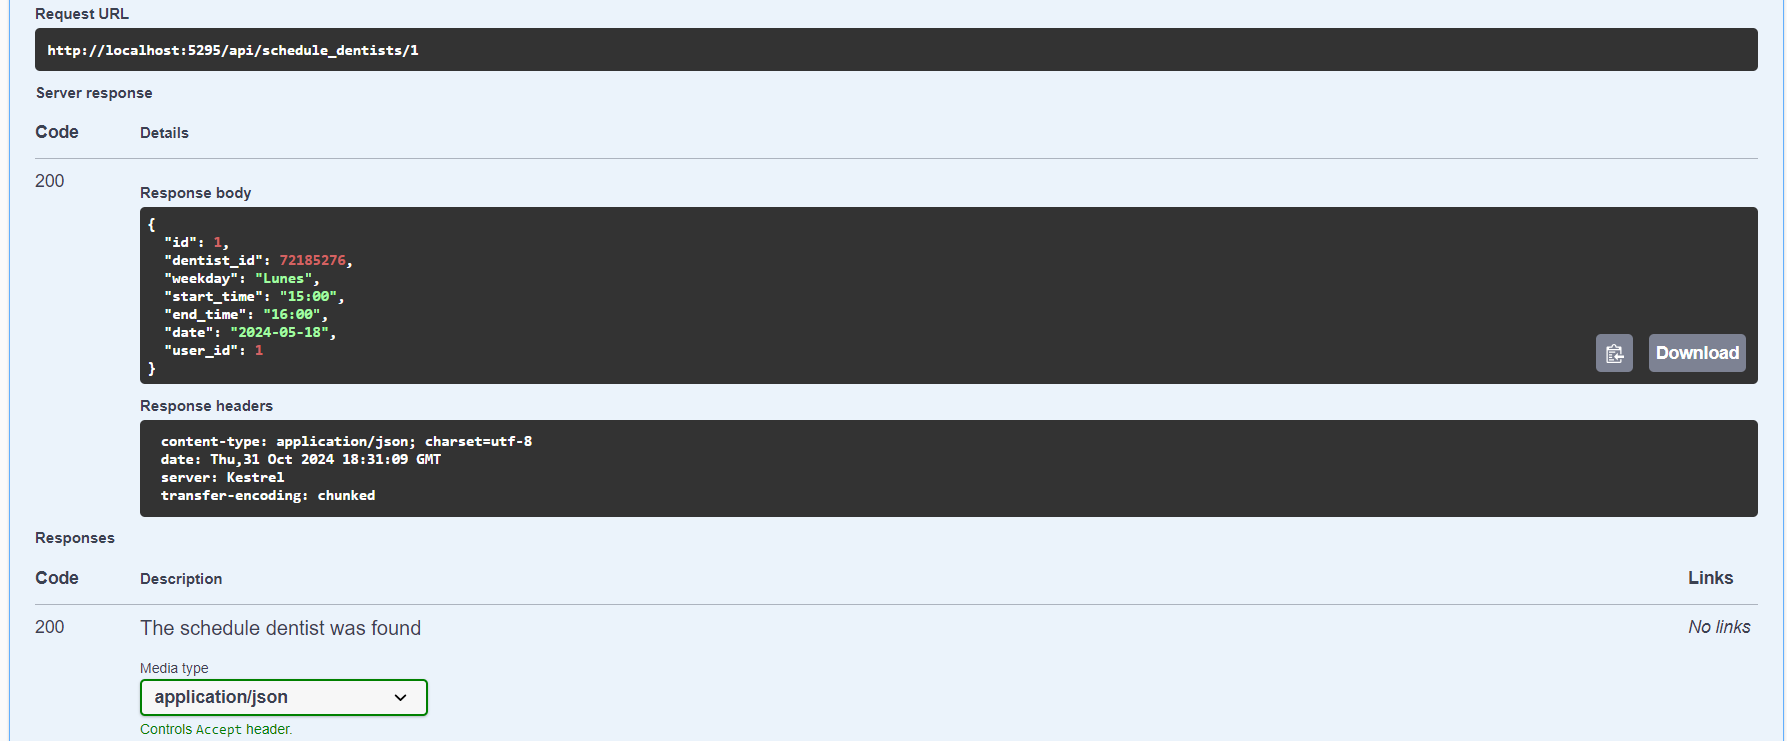 Request URL
http://localhost:5295/api/schedule_dentists/1
Server response
Code Details
200
Response body
{
"id": 1,
"dentist_id": 72185276,
"weekday": "Lunes",
"start_time": "15:00",
"end_time": "16:00",
"date": "2024-05-18",
"user_id": 1
}
Download
Response headers
content-type: application/json; charset=utf-8
date: Thu,31 Oct 2024 18:31:09 GMT
server: Kestrel
transfer-encoding: chunked
Responses
Code Description Links
200 The schedule dentist was found No links
Media type
application/json
Controls Accept header.